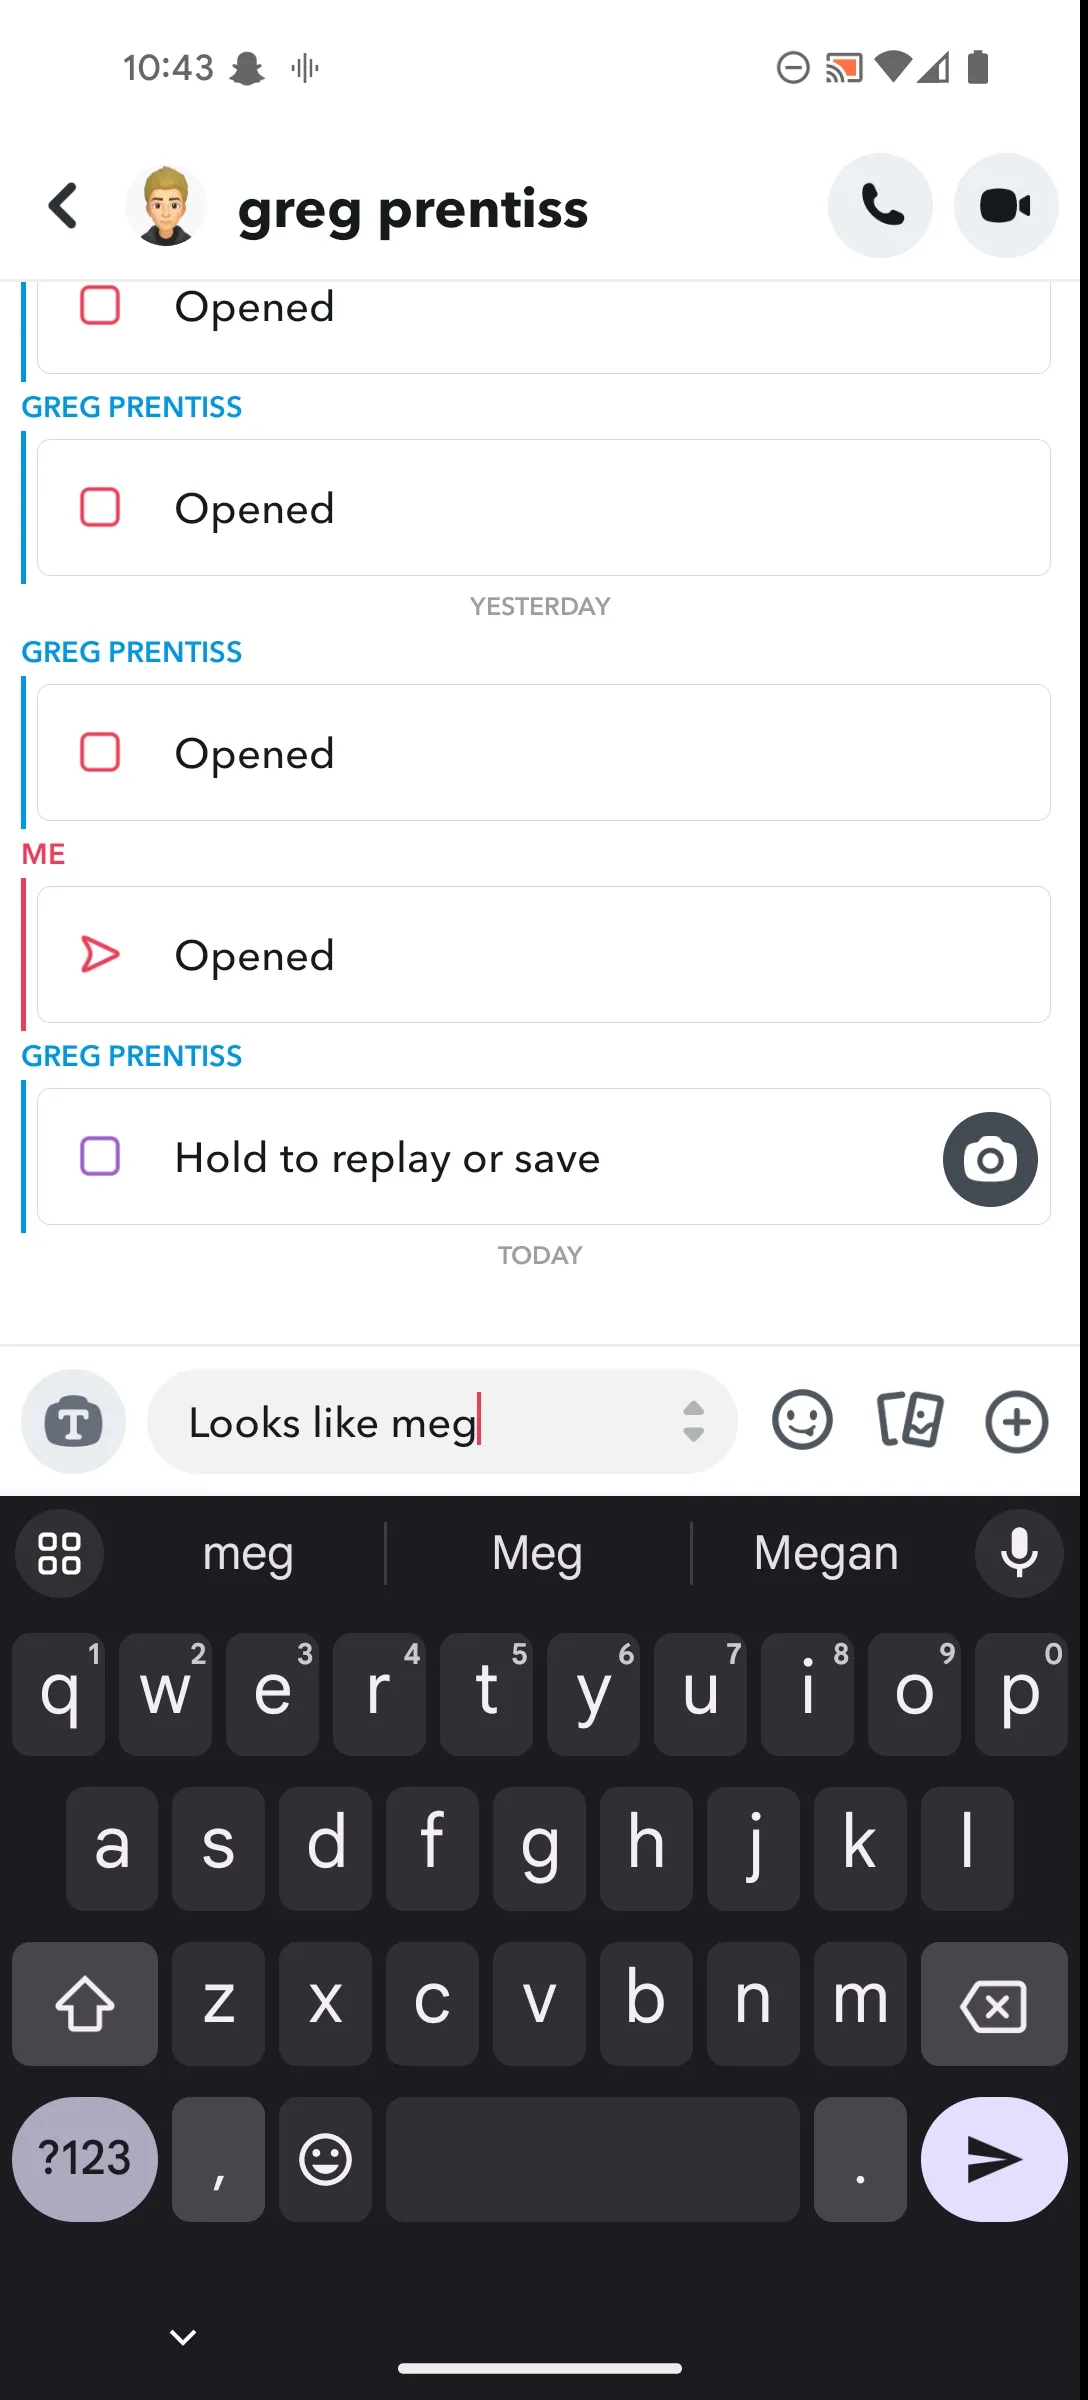 10:43
greg prentiss
Opened
GREG PRENTISS
Opened
YESTERDAY
GREG PRENTISS
Opened
ME
Opened
GREG PRENTISS
Hold to replay or save
TODAY
T
Looks like meg
meg Meg Megan
1 2 3 4 5 6 7 8 9 0
q w e r t y u i o p
a s d f g h j k l
z x c v b n m
?123 , .